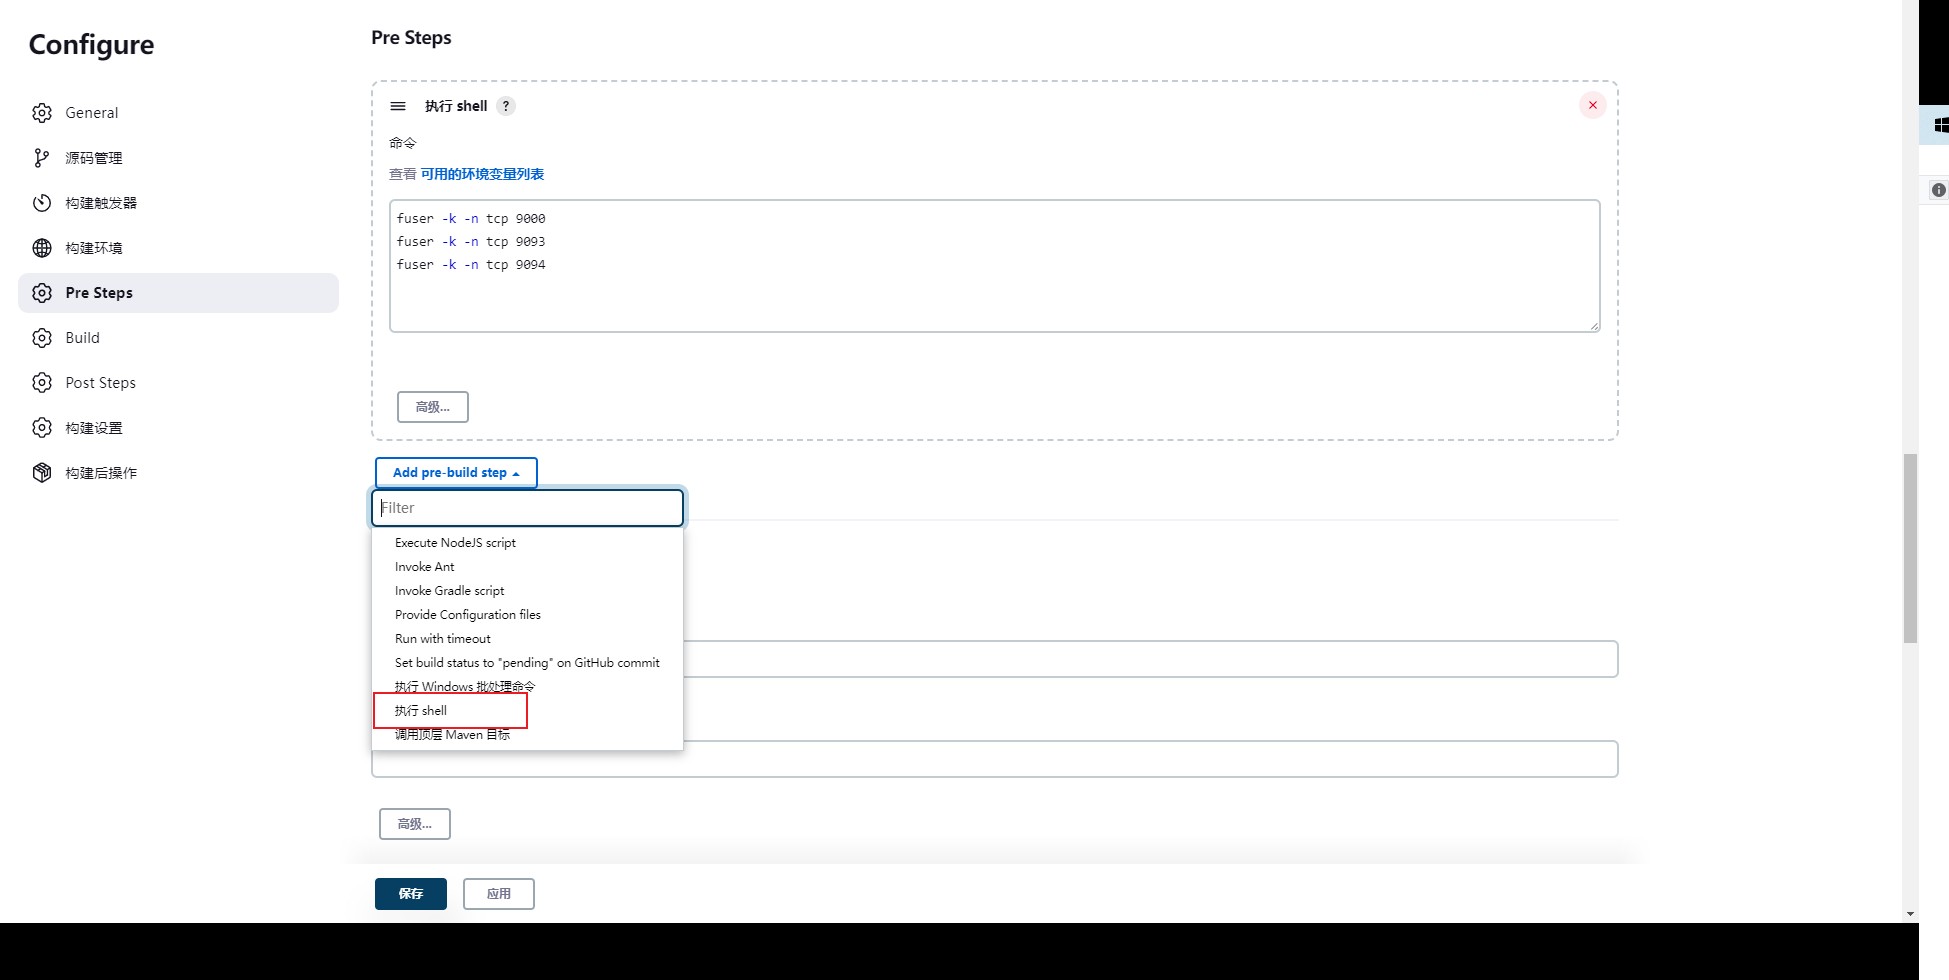 Configure
General
源码管理
构建触发器
构建环境
Pre Steps
Build
Post Steps
构建设置
构建后操作
Pre Steps
执行 shell ?
命令
查看 可用的环境变量列表
fuser -k -n tcp 9000
fuser -k -n tcp 9093
fuser -k -n tcp 9094
高级...
Add pre-build step
Filter
Execute NodeJS script
Invoke Ant
Invoke Gradle script
Provide Configuration files
Run with timeout
Set build status to "pending" on GitHub commit
执行 Windows 批处理命令
执行 shell
调用顶层 Maven 目标
高级...
保存
应用